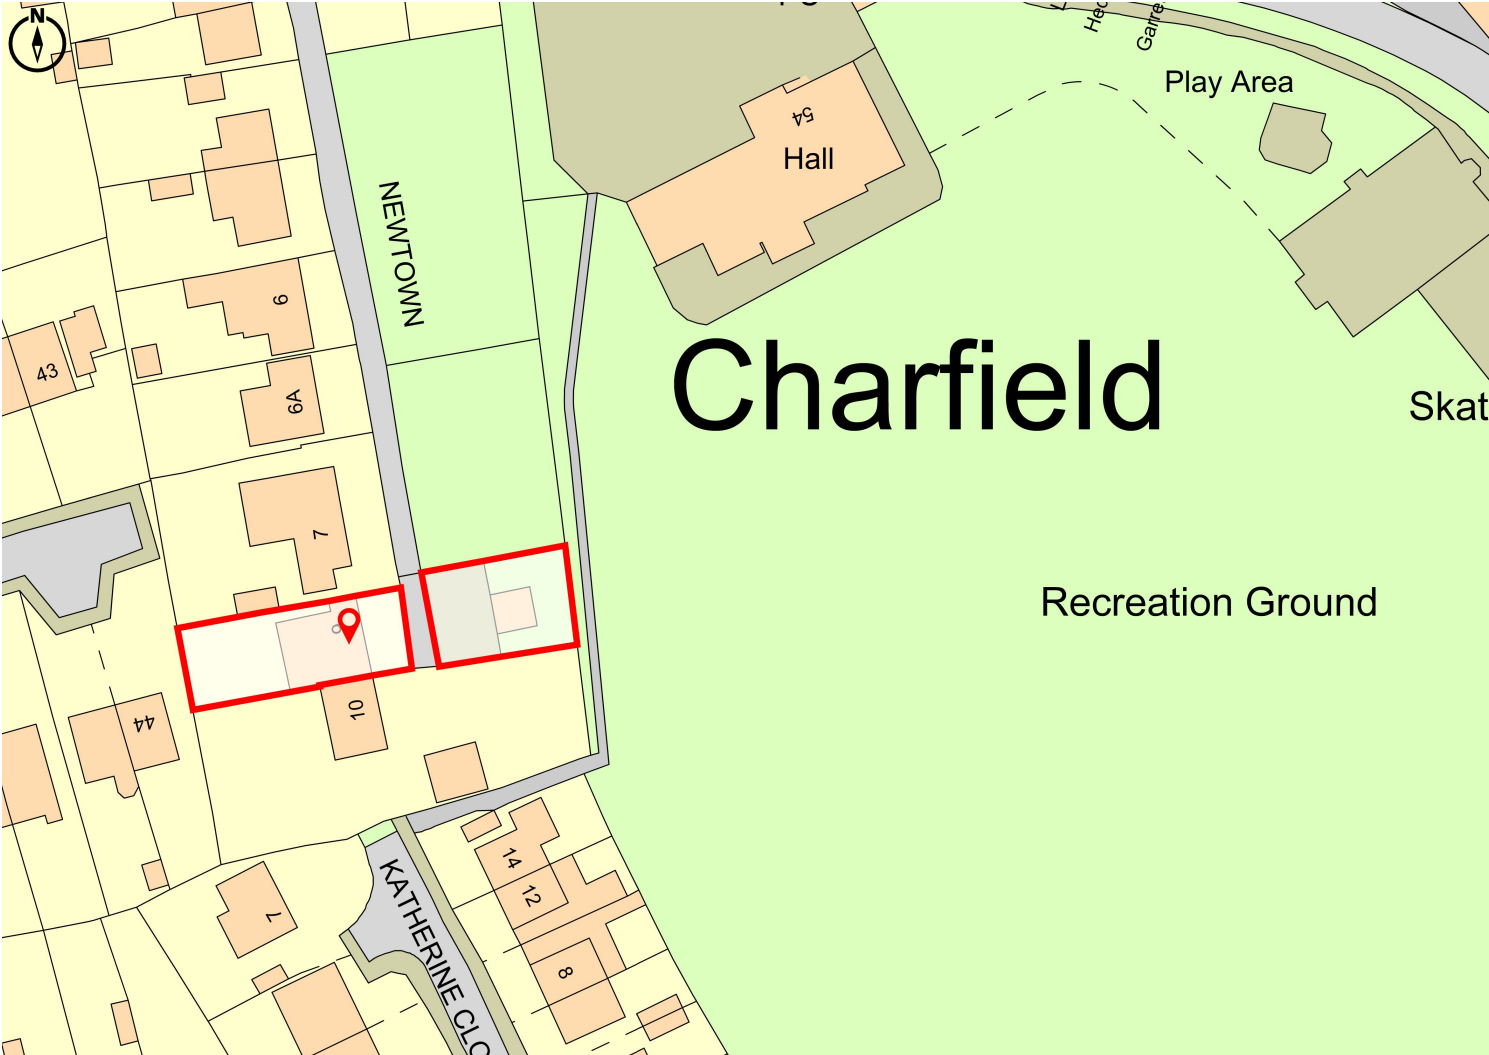 N
Play Area
54
Hall
NEWTOWN
6
43
6A
Charfield
Skat
7
Recreation Ground
10
44
14
12
7
KATHERINE CLO
8